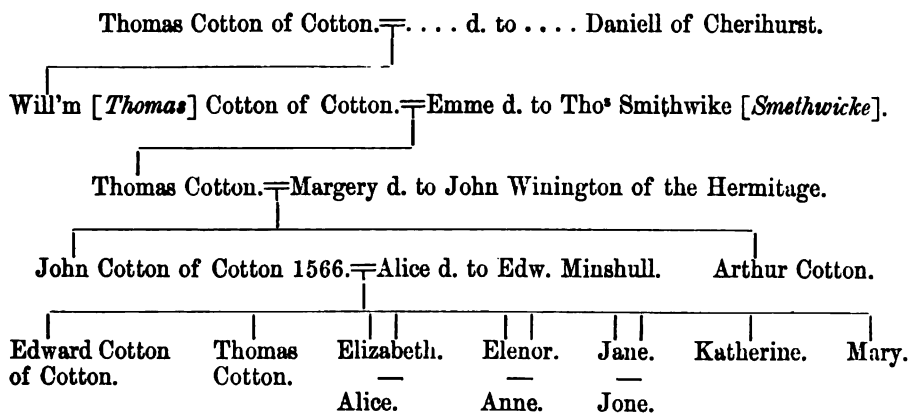 Thomas Cotton of Cotton.=.... d. to .... Daniell of Cherihurst.
Will'm [Thomas] Cotton of Cotton.=Emme d. to Thoˢ Smithwike [Smethwicke].
Thomas Cotton.=Margery d. to John Winington of the Hermitage.
John Cotton of Cotton 1566.=Alice d. to Edw. Minshull. Arthur Cotton.
Edward Cotton Thomas Elizabeth. Elenor. Jane. Katherine. Mary.
of Cotton. Cotton. — — —
Alice. Anne. Jone.